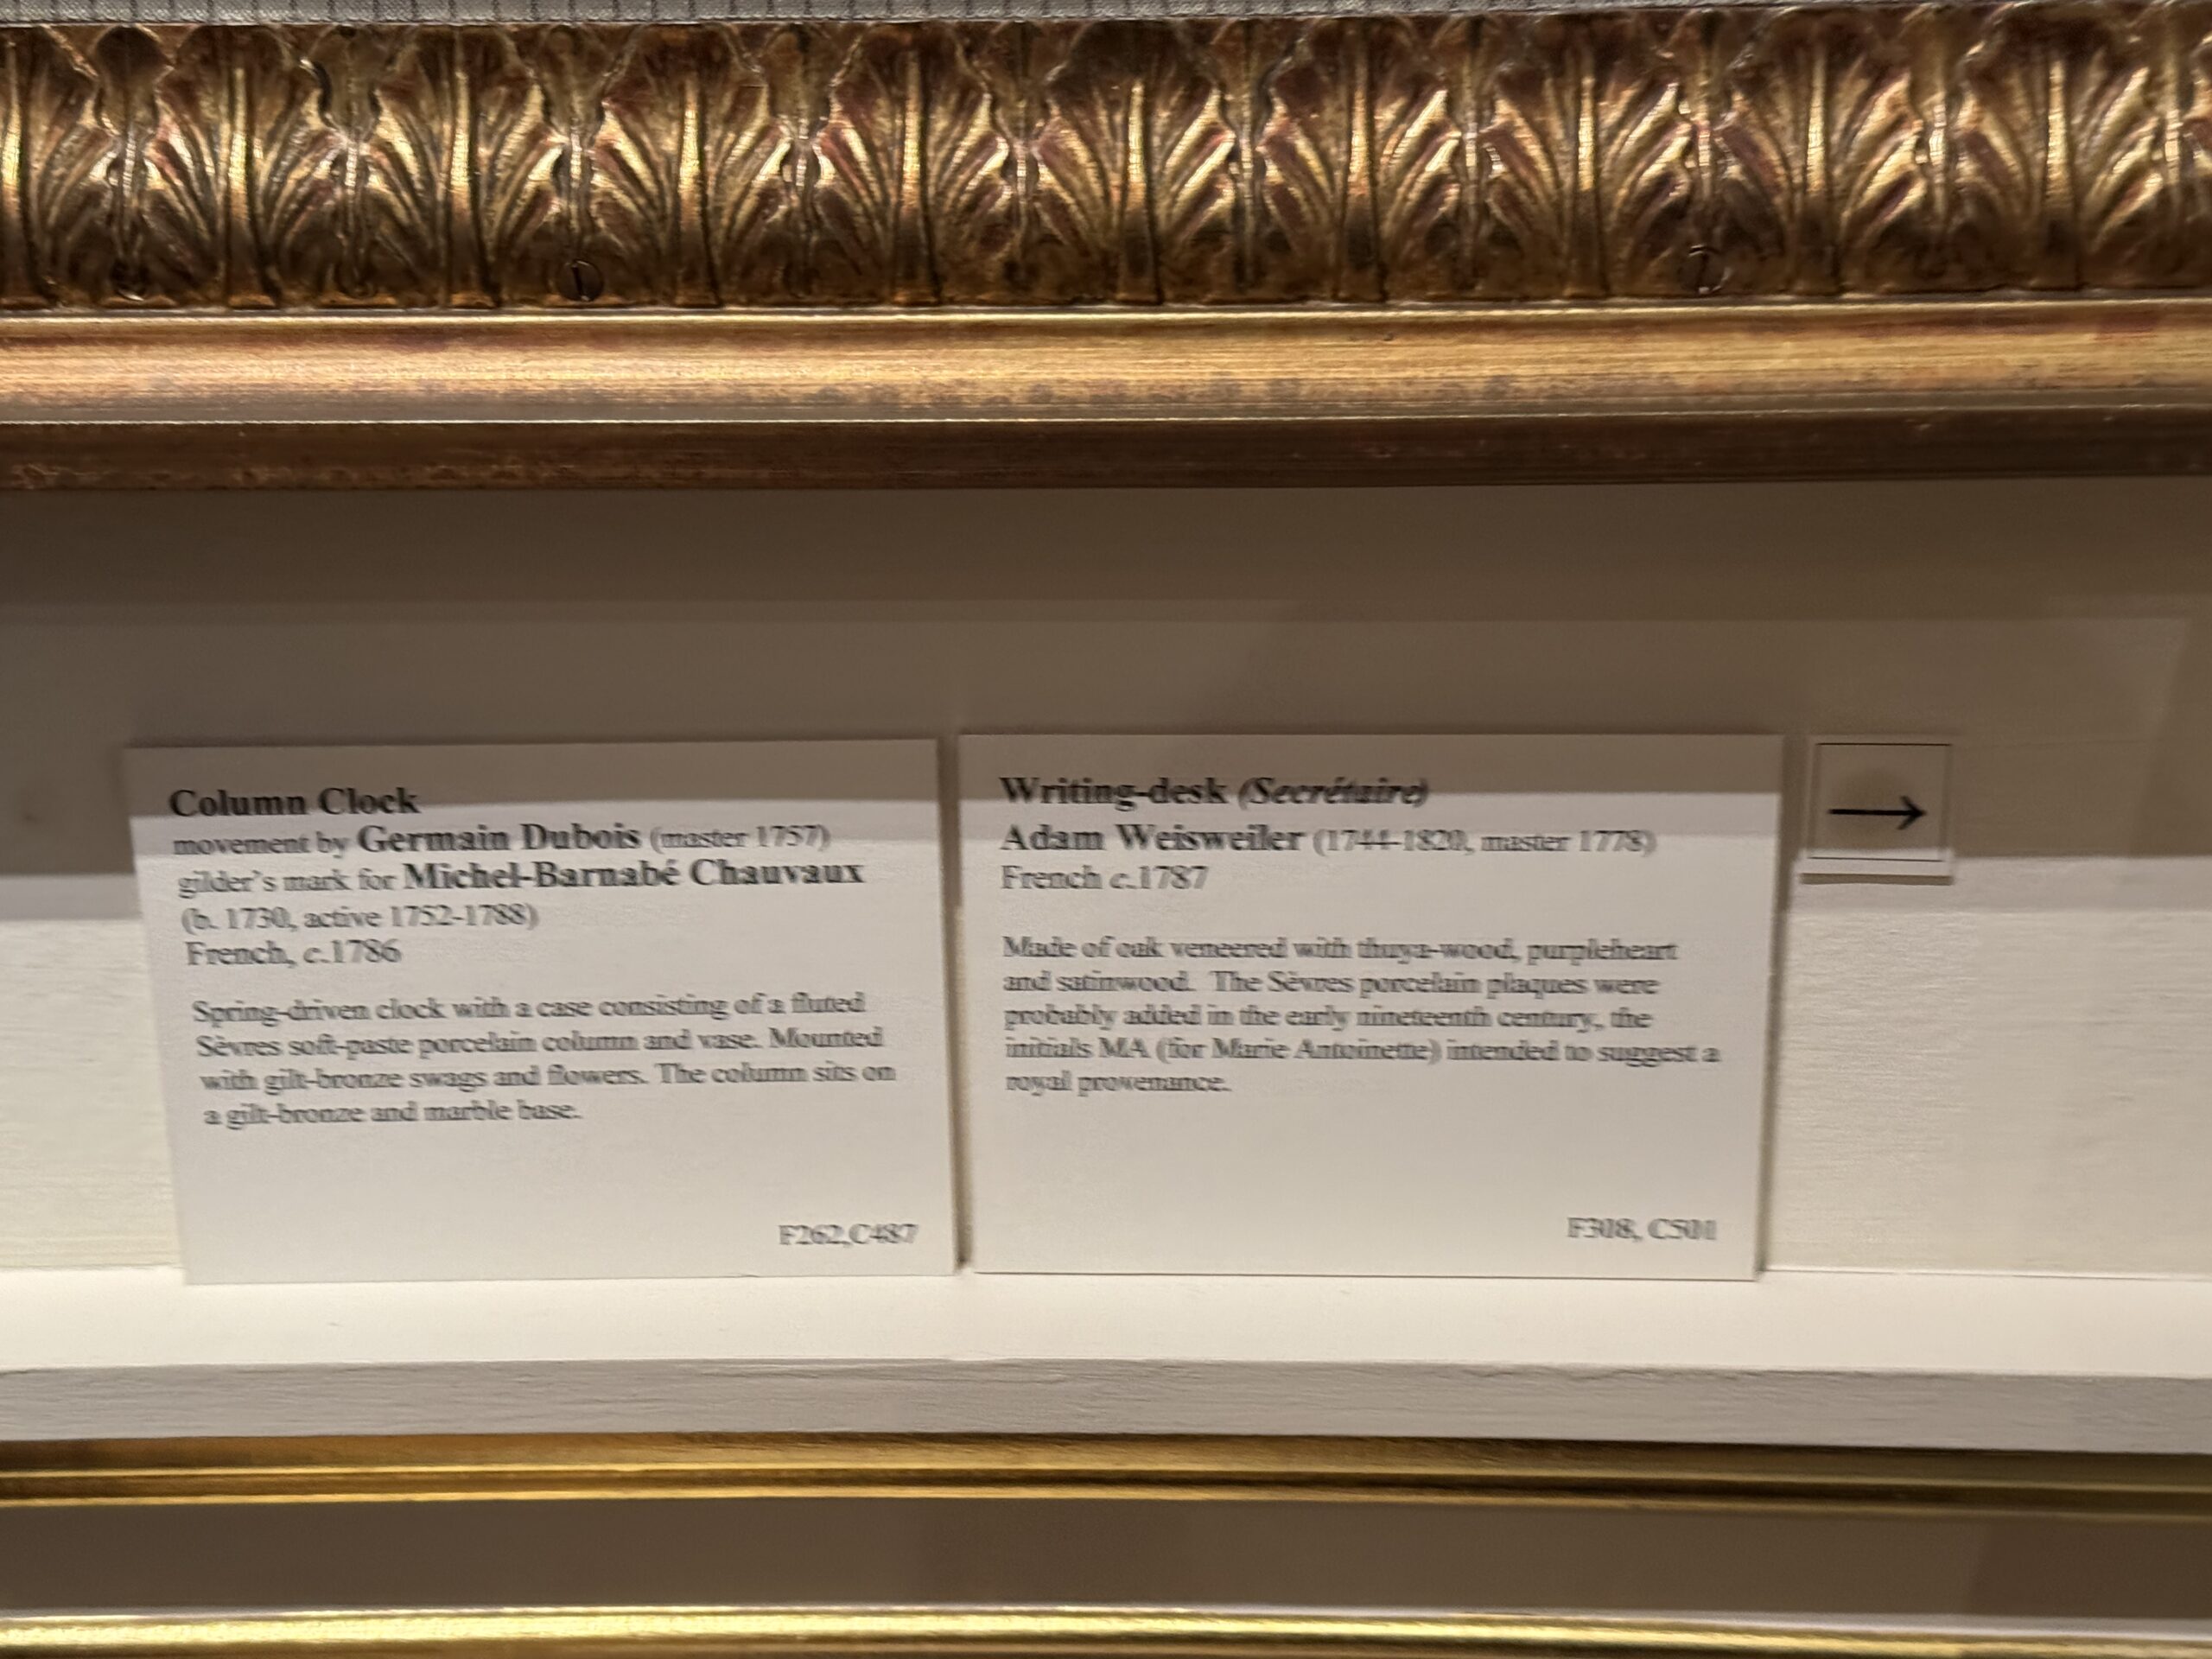 Column Clock
movement by Germain Dubois (master 1757)
gilder's mark for Michel-Barnabé Chauvaux
(b. 1730, active 1752-1788)
French, c.1786
Spring-driven clock with a case consisting of a fluted
Sèvres soft-paste porcelain column and vase. Mounted
with gilt-bronze swags and flowers. The column sits on
a gilt-bronze and marble base.
F262,C487
Writing-desk (Secrétaire)
Adam Weisweiler (1744-1820, master 1778)
French c.1787
Made of oak veneered with thuya-wood, purpleheart
and satinwood. The Sèvres porcelain plaques were
probably added in the early nineteenth century, the
initials MA (for Marie Antoinette) intended to suggest a
royal provenance.
F308, C501